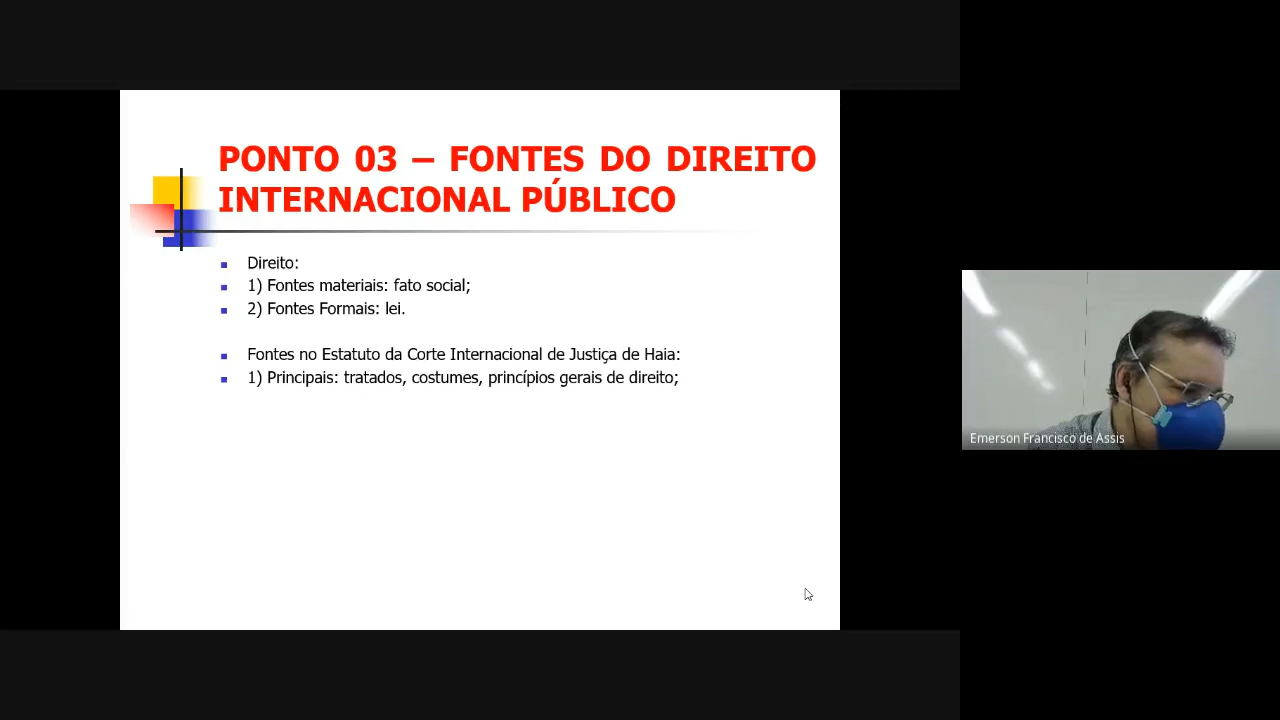 PONTO 03 – FONTES DO DIREITO
INTERNACIONAL PÚBLICO
Direito:
1) Fontes materiais: fato social;
2) Fontes Formais: lei.
Fontes no Estatuto da Corte Internacional de Justiça de Haia:
1) Principais: tratados, costumes, princípios gerais de direito;
Emerson Francisco de Assis